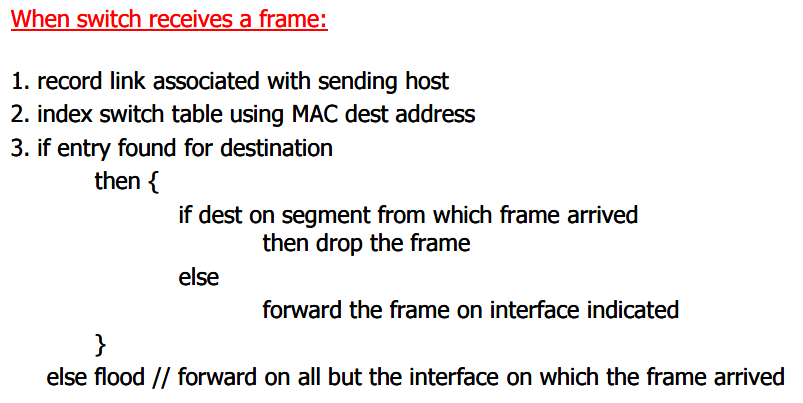 When switch receives a frame:
1. record link associated with sending host
2. index switch table using MAC dest address
3. if entry found for destination
then {
if dest on segment from which frame arrived
then drop the frame
else
forward the frame on interface indicated
}
else flood // forward on all but the interface on which the frame arrived